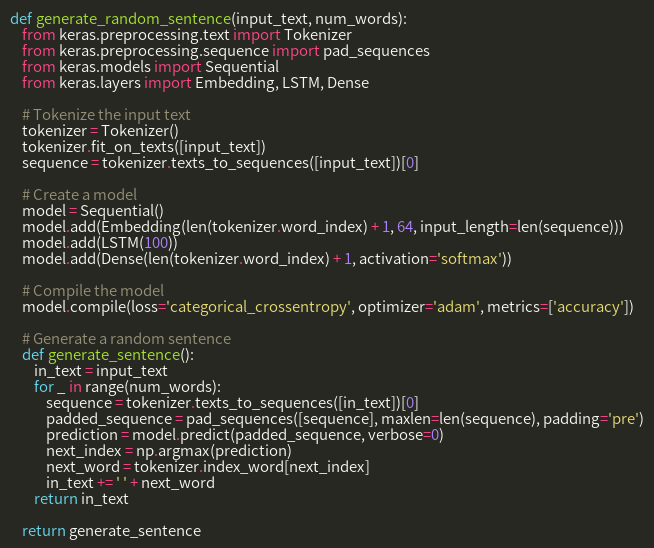 def generate_random_sentence(input_text, num_words):
    from keras.preprocessing.text import Tokenizer
    from keras.preprocessing.sequence import pad_sequences
    from keras.models import Sequential
    from keras.layers import Embedding, LSTM, Dense

    # Tokenize the input text
    tokenizer = Tokenizer()
    tokenizer.fit_on_texts([input_text])
    sequence = tokenizer.texts_to_sequences([input_text])[0]

    # Create a model
    model = Sequential()
    model.add(Embedding(len(tokenizer.word_index) + 1, 64, input_length=len(sequence)))
    model.add(LSTM(100))
    model.add(Dense(len(tokenizer.word_index) + 1, activation='softmax'))

    # Compile the model
    model.compile(loss='categorical_crossentropy', optimizer='adam', metrics=['accuracy'])

    # Generate a random sentence
    def generate_sentence():
        in_text = input_text
        for _ in range(num_words):
            sequence = tokenizer.texts_to_sequences([in_text])[0]
            padded_sequence = pad_sequences([sequence], maxlen=len(sequence), padding='pre')
            prediction = model.predict(padded_sequence, verbose=0)
            next_index = np.argmax(prediction)
            next_word = tokenizer.index_word[next_index]
            in_text += ' ' + next_word
        return in_text

    return generate_sentence